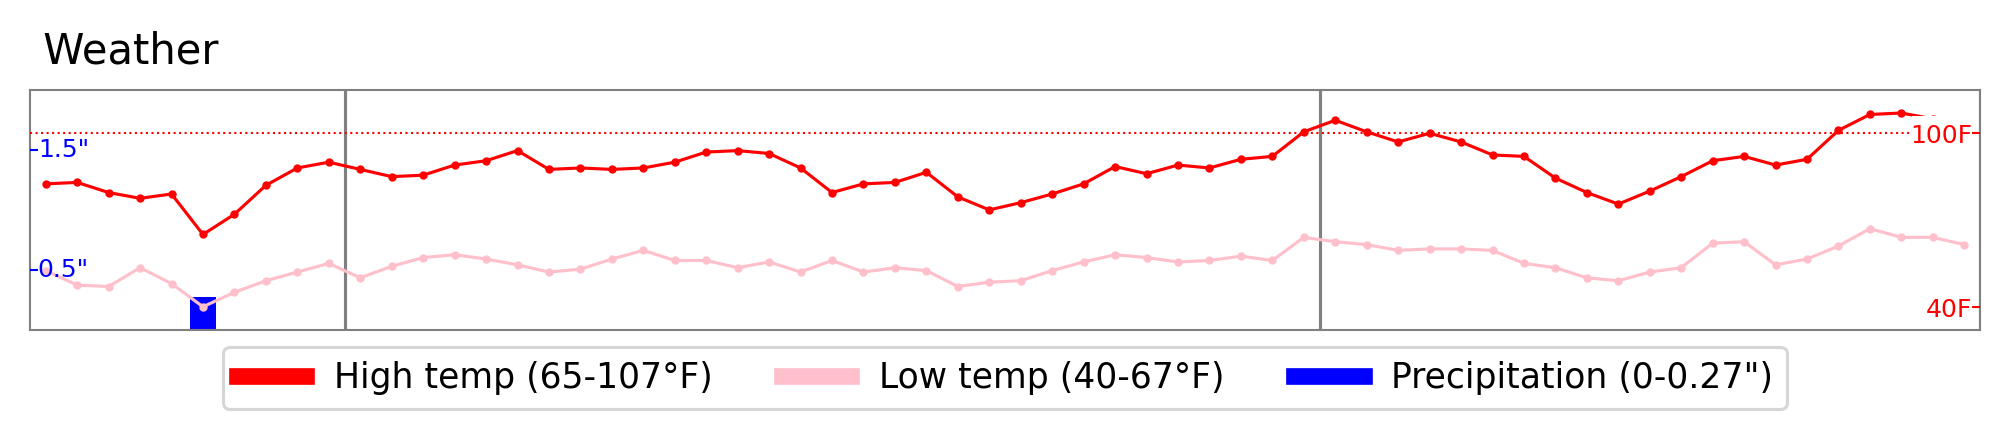 Weather
1.5"
100F
0.5"
40F
High temp (65-107°F) Low temp (40-67°F) Precipitation (0-0.27")